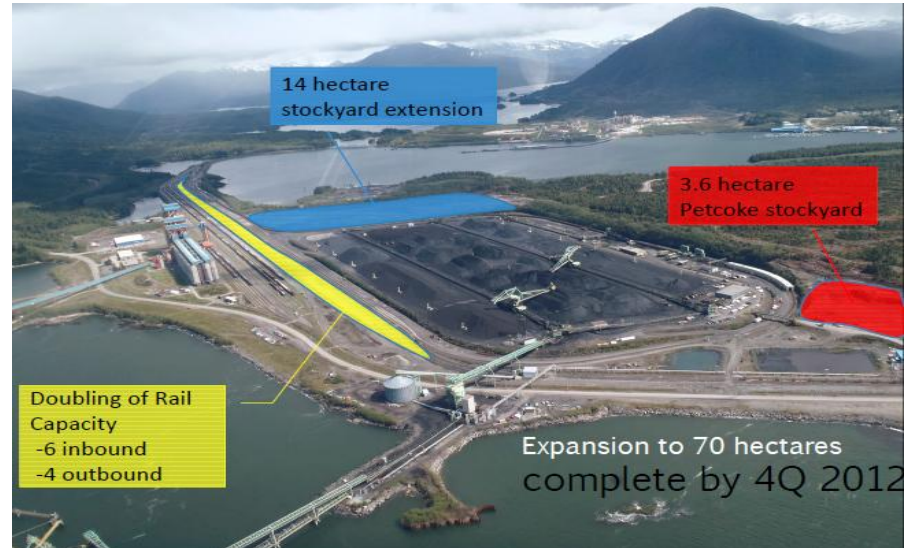 14 hectare
stockyard extension
3.6 hectare
Petcoke stockyard
Doubling of Rail
Capacity
-6 inbound
-4 outbound
Expansion to 70 hectares
complete by 4Q 2012